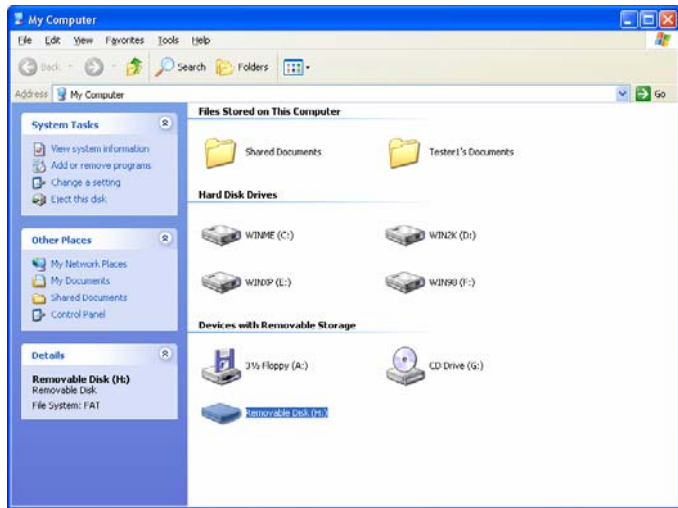 My Computer
File Edit View Favorites Tools Help
Back Search Folders
Address My Computer Go
System Tasks
View system information
Add or remove programs
Change a setting
Eject this disk
Other Places
My Network Places
My Documents
Shared Documents
Control Panel
Details
Removable Disk (H:)
Removable Disk
File System: FAT
Files Stored on This Computer
Shared Documents Tester1's Documents
Hard Disk Drives
WINME (C:) WIN2K (D:)
WINXP (E:) WIN98 (F:)
Devices with Removable Storage
3½ Floppy (A:) CD Drive (G:)
Removable Disk (H:)